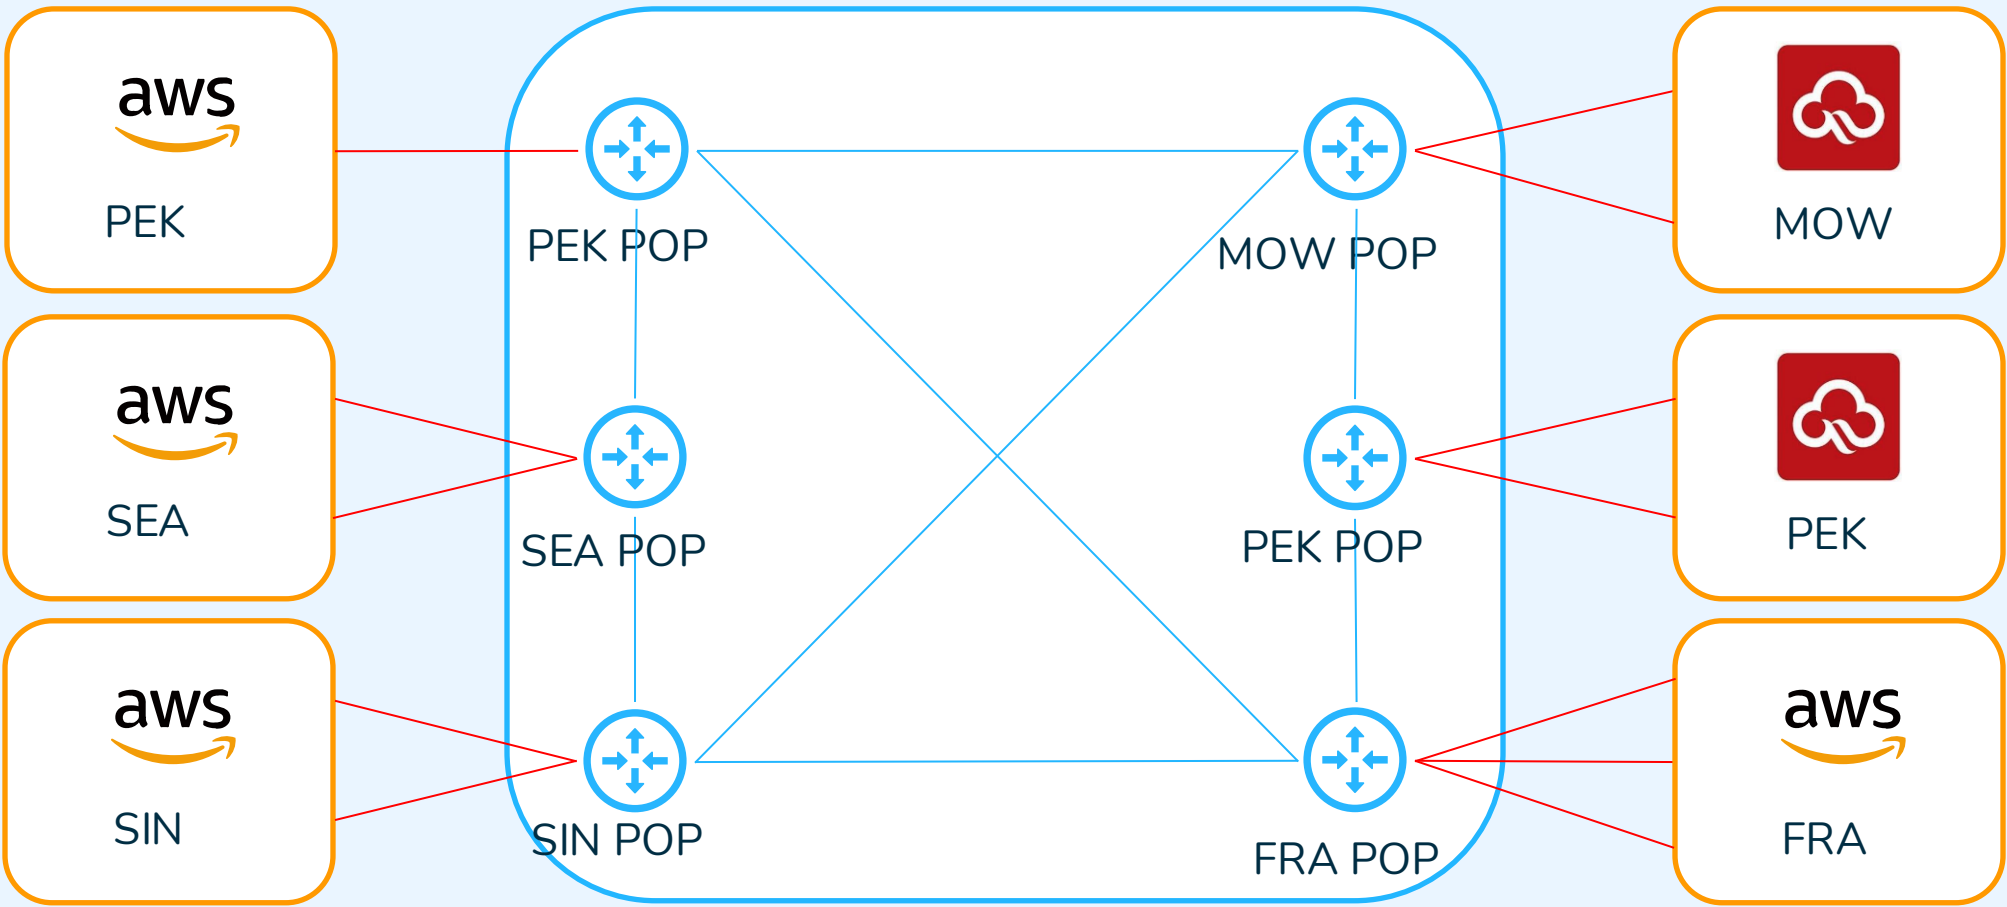 aws
PEK
PEK POP
MOW POP
MOW
aws
SEA
SEA POP
PEK POP
PEK
aws
SIN
SIN POP
FRA POP
aws
FRA